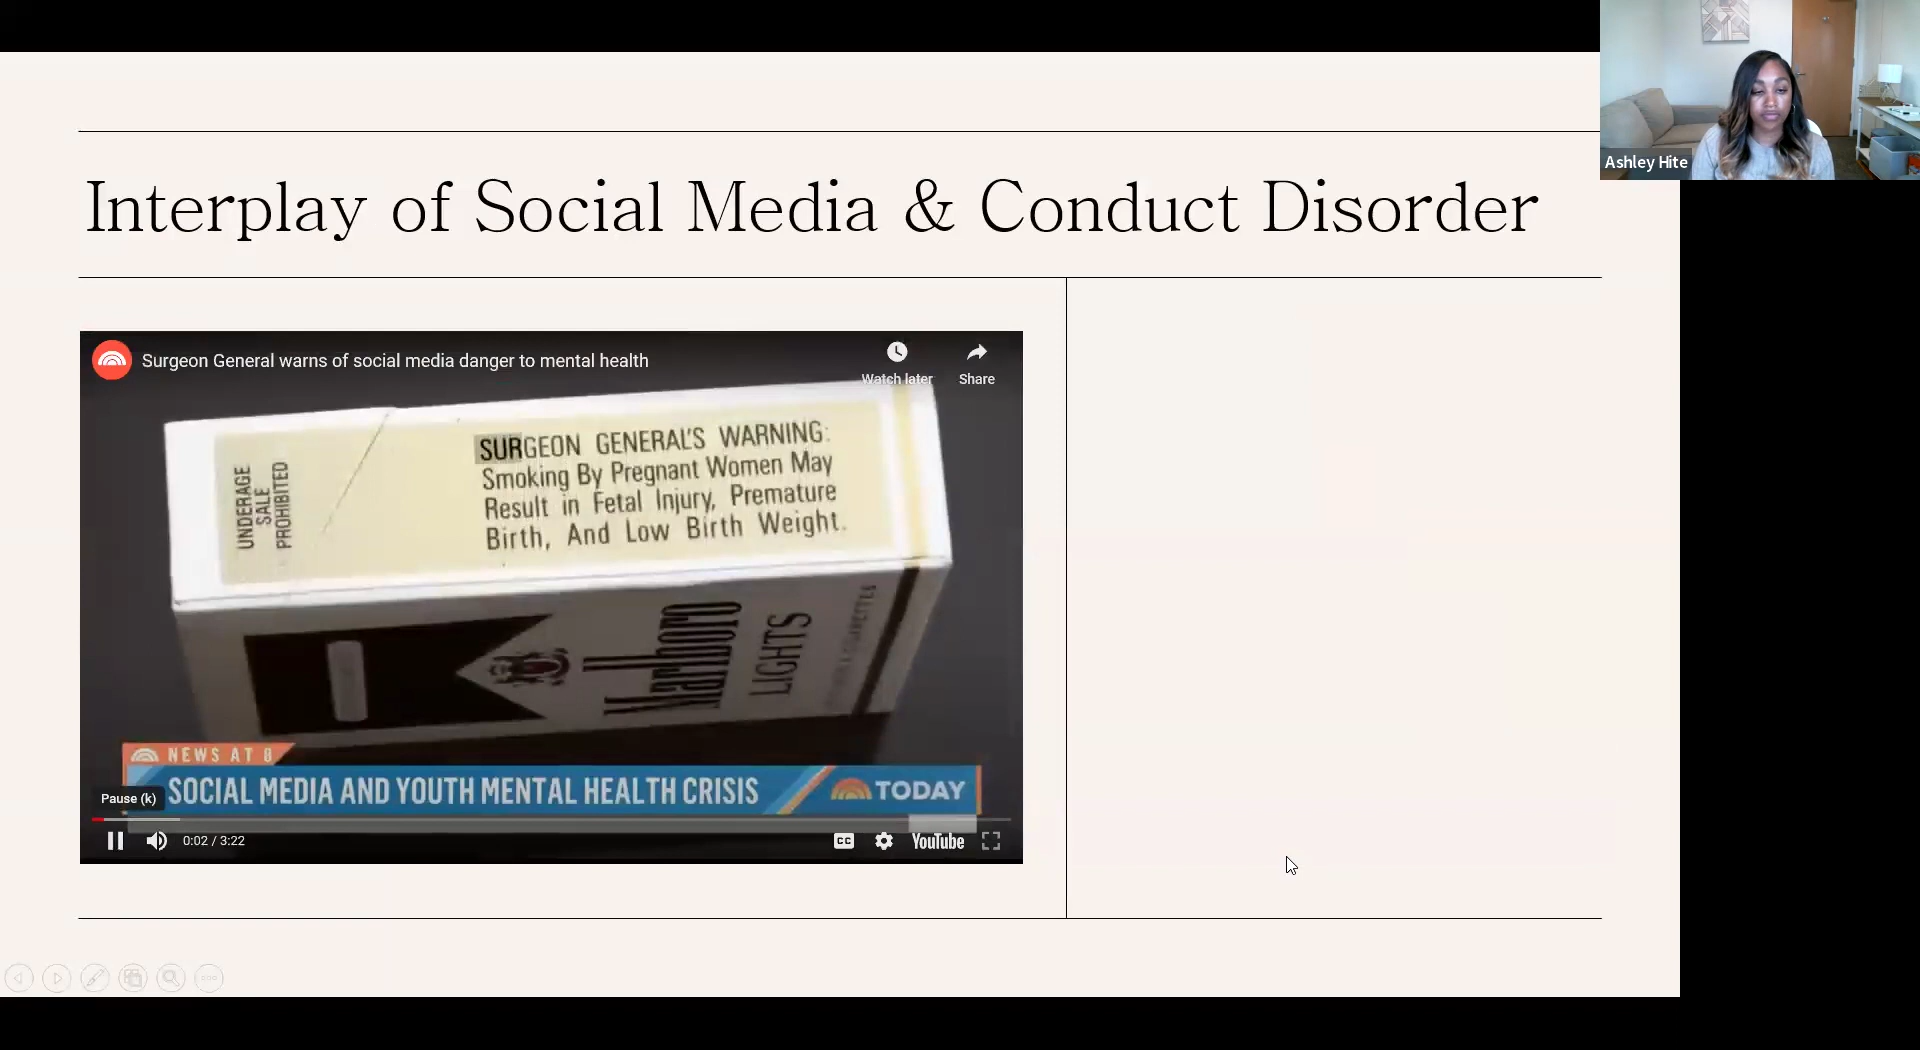 Ashley Hite
Interplay of Social Media & Conduct Disorder
Surgeon General warns of social media danger to mental health
Watch later
Share
UNDERAGE
SALE
PROHIBITED
SURGEON GENERAL'S WARNING:
Smoking By Pregnant Women May
Result in Fetal Injury, Premature
Birth, And Low Birth Weight.
Marlboro
LIGHTS
NEWS AT 8
SOCIAL MEDIA AND YOUTH MENTAL HEALTH CRISIS
TODAY
Pause (k)
0:02 / 3:22
CC
YouTube